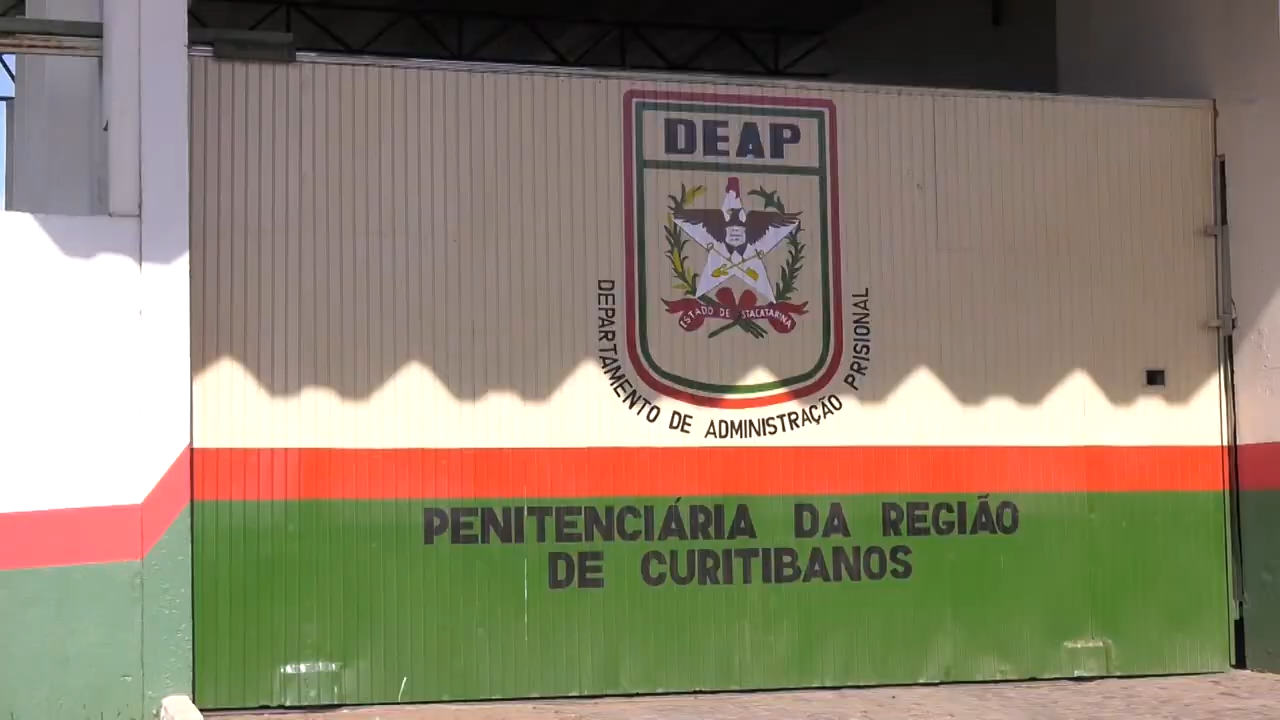 DEAP
ESTADO DE STACATARINA
DEPARTAMENTO DE ADMINISTRAÇÃO PRISIONAL
PENITENCIÁRIA DA REGIÃO
DE CURITIBANOS